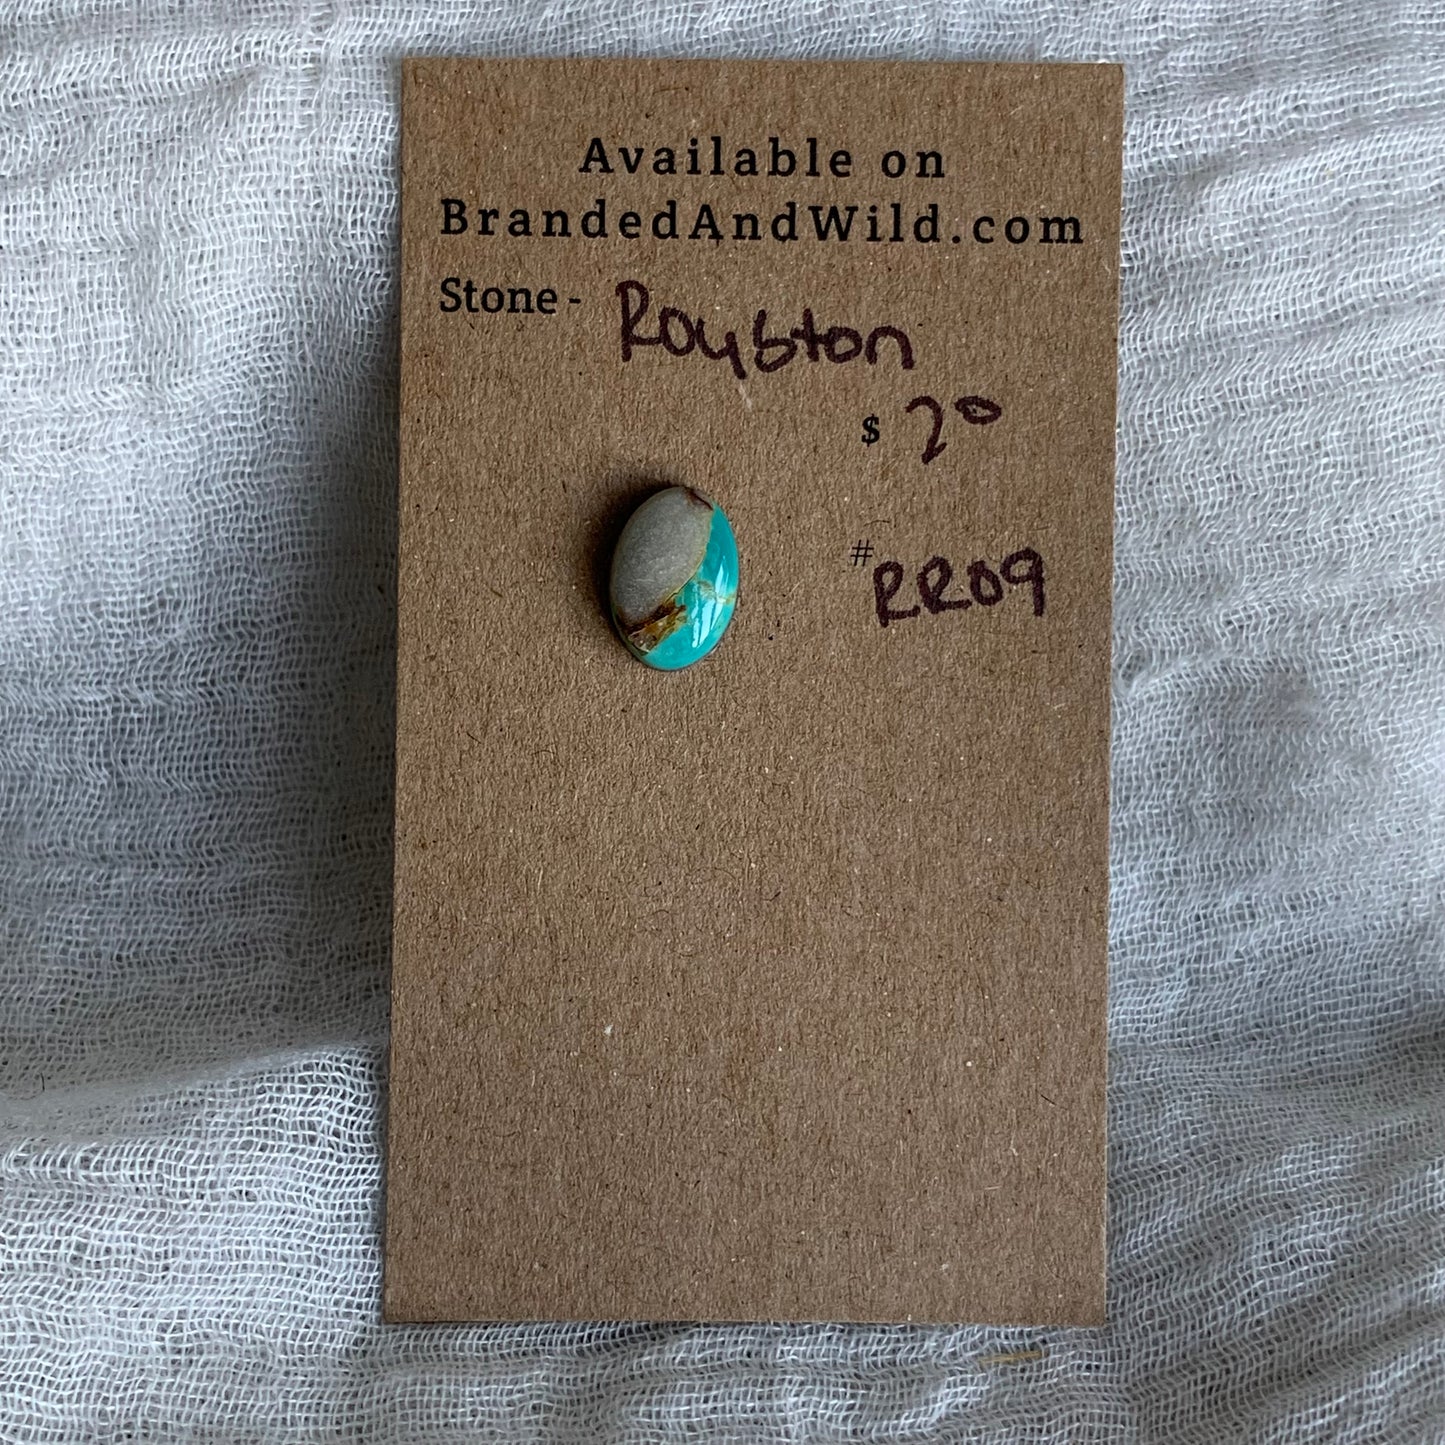 Available on
BrandedAndWild.com
Stone - Royston
$ 20
# RR09